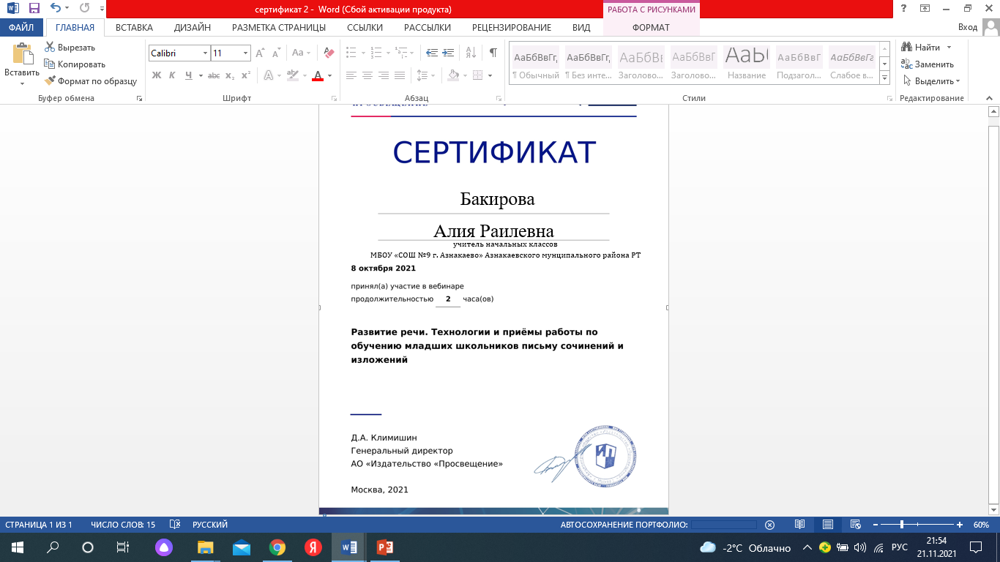 сертификат 2 - Word (Сбой активации продукта)
РАБОТА С РИСУНКАМИ
ФАЙЛ ГЛАВНАЯ ВСТАВКА ДИЗАЙН РАЗМЕТКА СТРАНИЦЫ ССЫЛКИ РАССЫЛКИ РЕЦЕНЗИРОВАНИЕ ВИД ФОРМАТ Вход
Вставить
Вырезать
Копировать
Формат по образцу
Буфер обмена
Calibri 11
Aa
Ж К Ч abc x₂ x²
Шрифт
Абзац
АаБбВвГг, АаБбВвГг, АаБбВв АаБбВвГ АаБб АаБбВвГ АаБбВвГг
¶ Обычный ¶ Без инте... Заголово... Заголово... Название Подзагол... Слабое в...
Стили
Найти
Заменить
Выделить
Редактирование
СЕРТИФИКАТ
Бакирова
Алия Раилевна
учитель начальных классов
МБОУ «СОШ №9 г. Азнакаево» Азнакаевского мунципального района РТ
8 октября 2021
принял(а) участие в вебинаре
продолжительностью 2 часа(ов)
Развитие речи. Технологии и приёмы работы по
обучению младших школьников письму сочинений и
изложений
Д.А. Климишин
Генеральный директор
АО «Издательство «Просвещение»
Москва, 2021
СТРАНИЦА 1 ИЗ 1 ЧИСЛО СЛОВ: 15 РУССКИЙ АВТОСОХРАНЕНИЕ ПОРТФОЛИО: 60%
-2°C Облачно РУС 21:54
21.11.2021